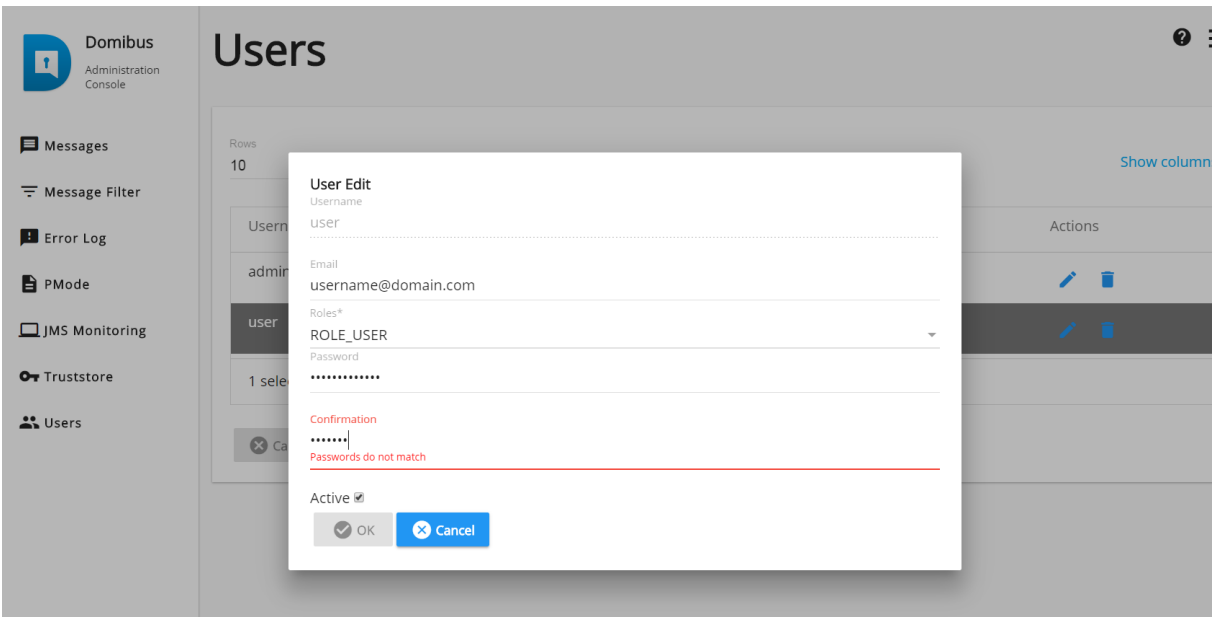 Domibus
Administration
Console
Messages
Message Filter
Error Log
PMode
JMS Monitoring
Truststore
Users
Users
Rows
10
Show column
Usern
Actions
admin
user
1 sele
Ca
User Edit
Username
user
Email
username@domain.com
Roles*
ROLE_USER
Password
•••••••••••••
Confirmation
•••••••
Passwords do not match
Active
OK
Cancel